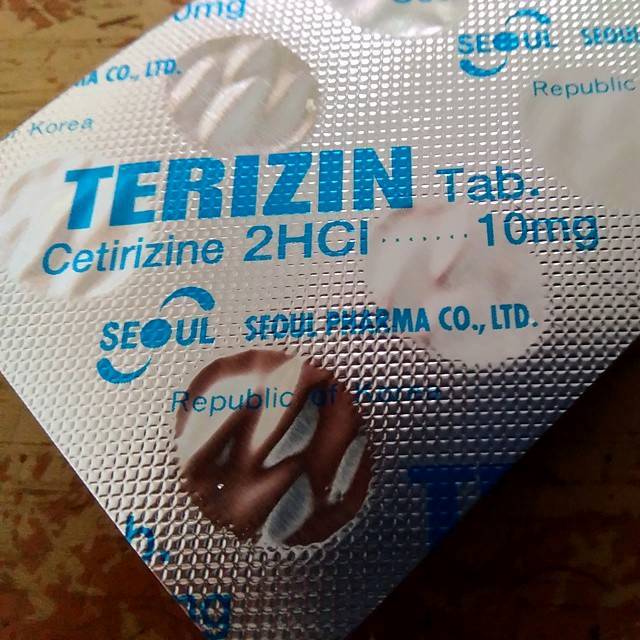 0mg
SEOUL SEOUL
MA CO., LTD.
Republic
Korea
TERIZIN Tab.
Cetirizine 2HCl ........ 10mg
SEOUL SEOUL PHARMA CO., LTD.
Republic of Korea
b.
mg